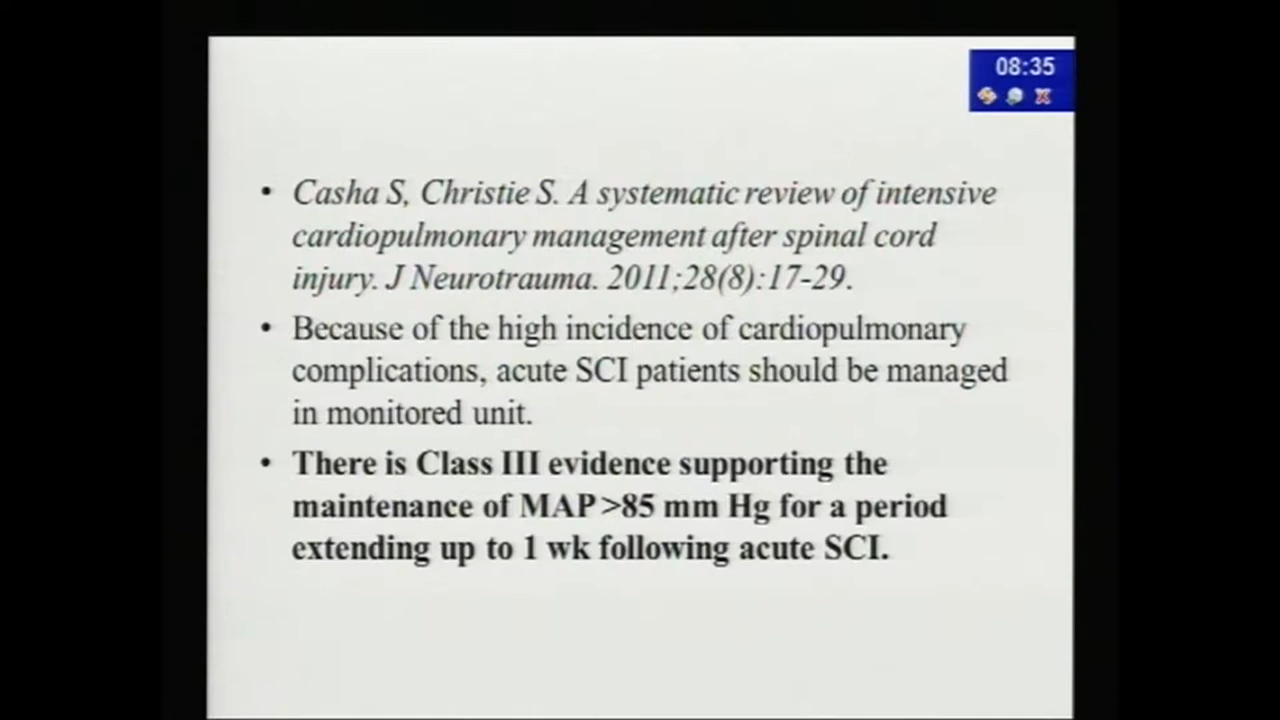 08:35
• Casha S, Christie S. A systematic review of intensive
cardiopulmonary management after spinal cord
injury. J Neurotrauma. 2011;28(8):17-29.
• Because of the high incidence of cardiopulmonary
complications, acute SCI patients should be managed
in monitored unit.
• There is Class III evidence supporting the
maintenance of MAP >85 mm Hg for a period
extending up to 1 wk following acute SCI.